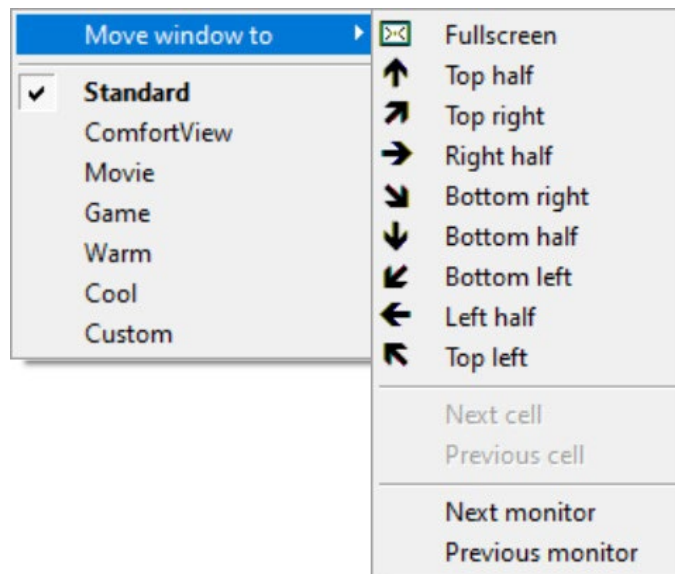 Move window to
Standard
ComfortView
Movie
Game
Warm
Cool
Custom
Fullscreen
Top half
Top right
Right half
Bottom right
Bottom half
Bottom left
Left half
Top left
Next cell
Previous cell
Next monitor
Previous monitor